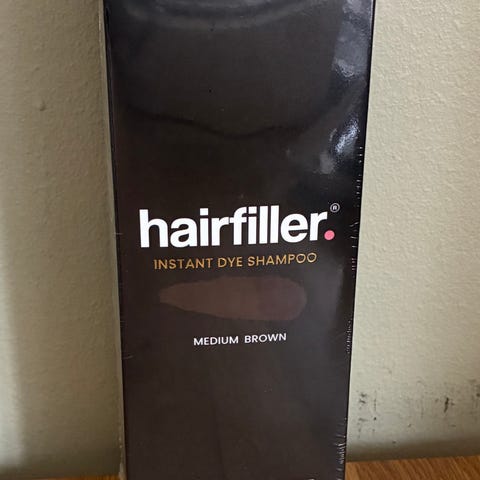 hairfiller.®
INSTANT DYE SHAMPOO
MEDIUM BROWN